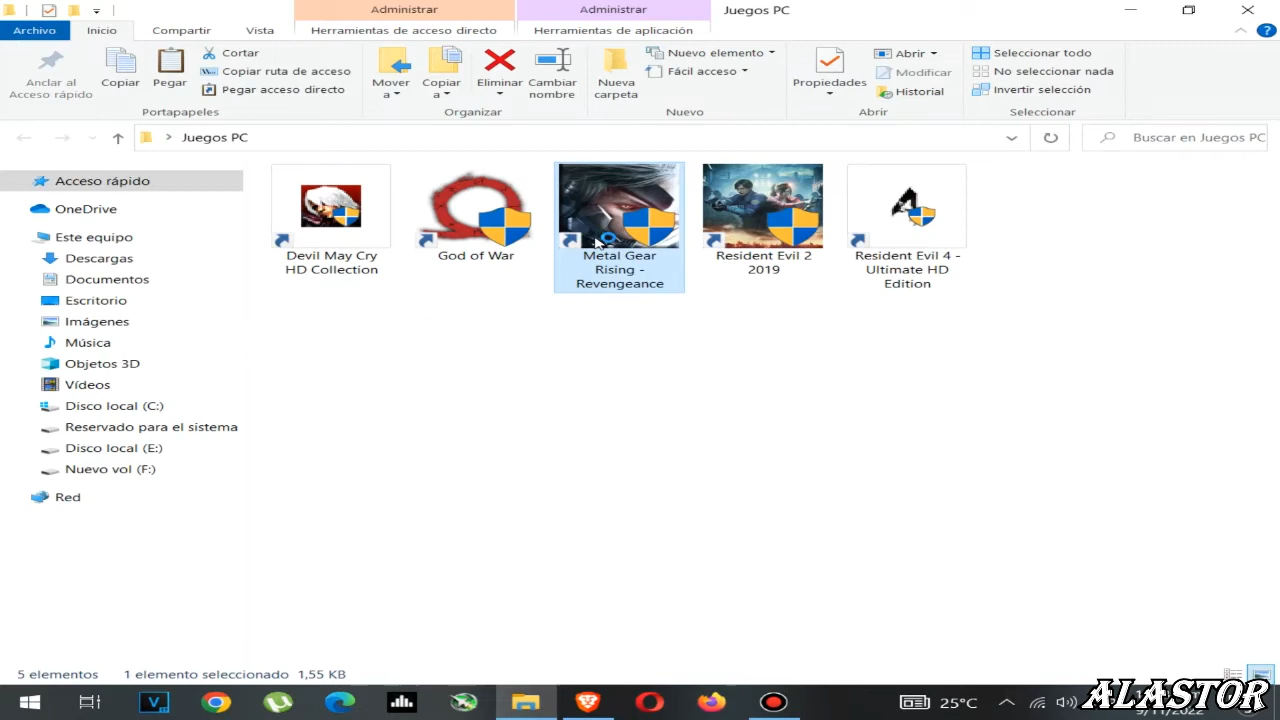 Administrar
Administrar
Juegos PC
Archivo
Inicio
Compartir
Vista
Herramientas de acceso directo
Herramientas de aplicación
Anclar al
Acceso rápido
Copiar
Pegar
Cortar
Copiar ruta de acceso
Pegar acceso directo
Portapapeles
Mover
a
Copiar
a
Eliminar
Cambiar
nombre
Organizar
Nueva
carpeta
Nuevo elemento
Fácil acceso
Nuevo
Propiedades
Abrir
Modificar
Historial
Abrir
Seleccionar todo
No seleccionar nada
Invertir selección
Seleccionar
Juegos PC
Buscar en Juegos PC
Acceso rápido
OneDrive
Este equipo
Descargas
Documentos
Escritorio
Imágenes
Música
Objetos 3D
Vídeos
Disco local (C:)
Reservado para el sistema
Disco local (E:)
Nuevo vol (F:)
Red
Devil May Cry
HD Collection
God of War
Metal Gear
Rising -
Revengeance
Resident Evil 2
2019
Resident Evil 4 -
Ultimate HD
Edition
5 elementos
1 elemento seleccionado
1,55 KB
25°C
9/11/2022
ALASTOR